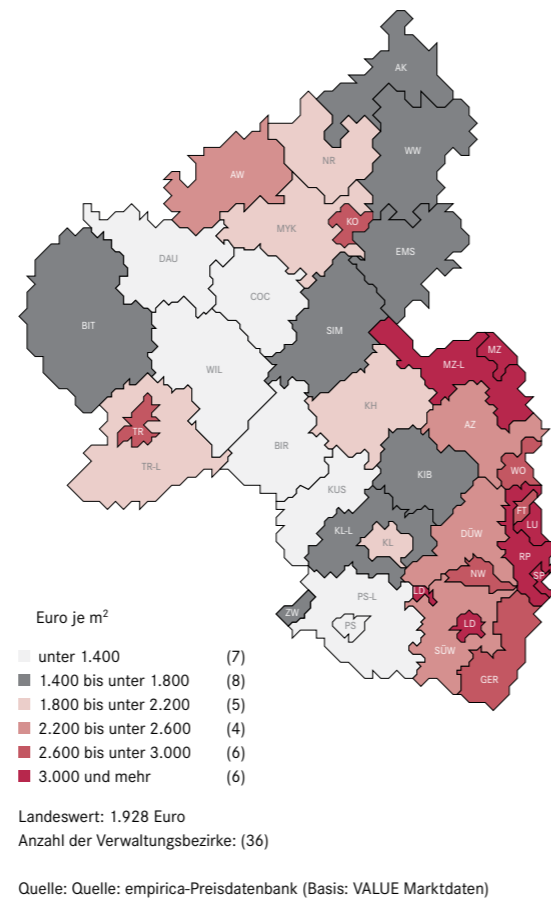 AK
NR
WW
AW
KO
MYK
EMS
DAU
COC
BIT
SIM
MZ
MZ-L
WIL
KH
AZ
TR
BIR
TR-L
WO
KIB
KUS
FT
LU
KL-L
KL
DÜW
RP
NW
SP
LD
PS-L
ZW
PS
LD
SÜW
GER
Euro je m²
unter 1.400 (7)
1.400 bis unter 1.800 (8)
1.800 bis unter 2.200 (5)
2.200 bis unter 2.600 (4)
2.600 bis unter 3.000 (6)
3.000 und mehr (6)
Landeswert: 1.928 Euro
Anzahl der Verwaltungsbezirke: (36)
Quelle: Quelle: empirica-Preisdatenbank (Basis: VALUE Marktdaten)